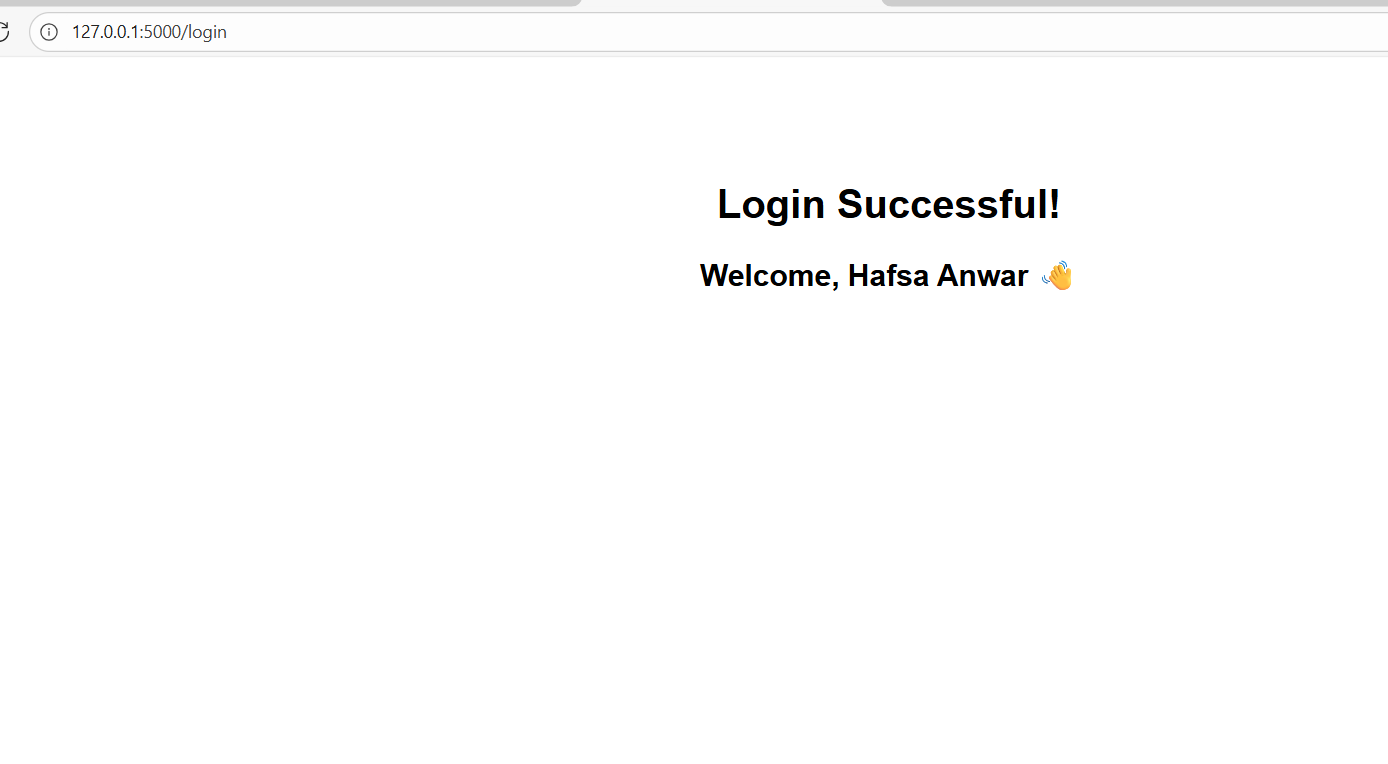 127.0.0.1:5000/login
Login Successful!
Welcome, Hafsa Anwar 👋